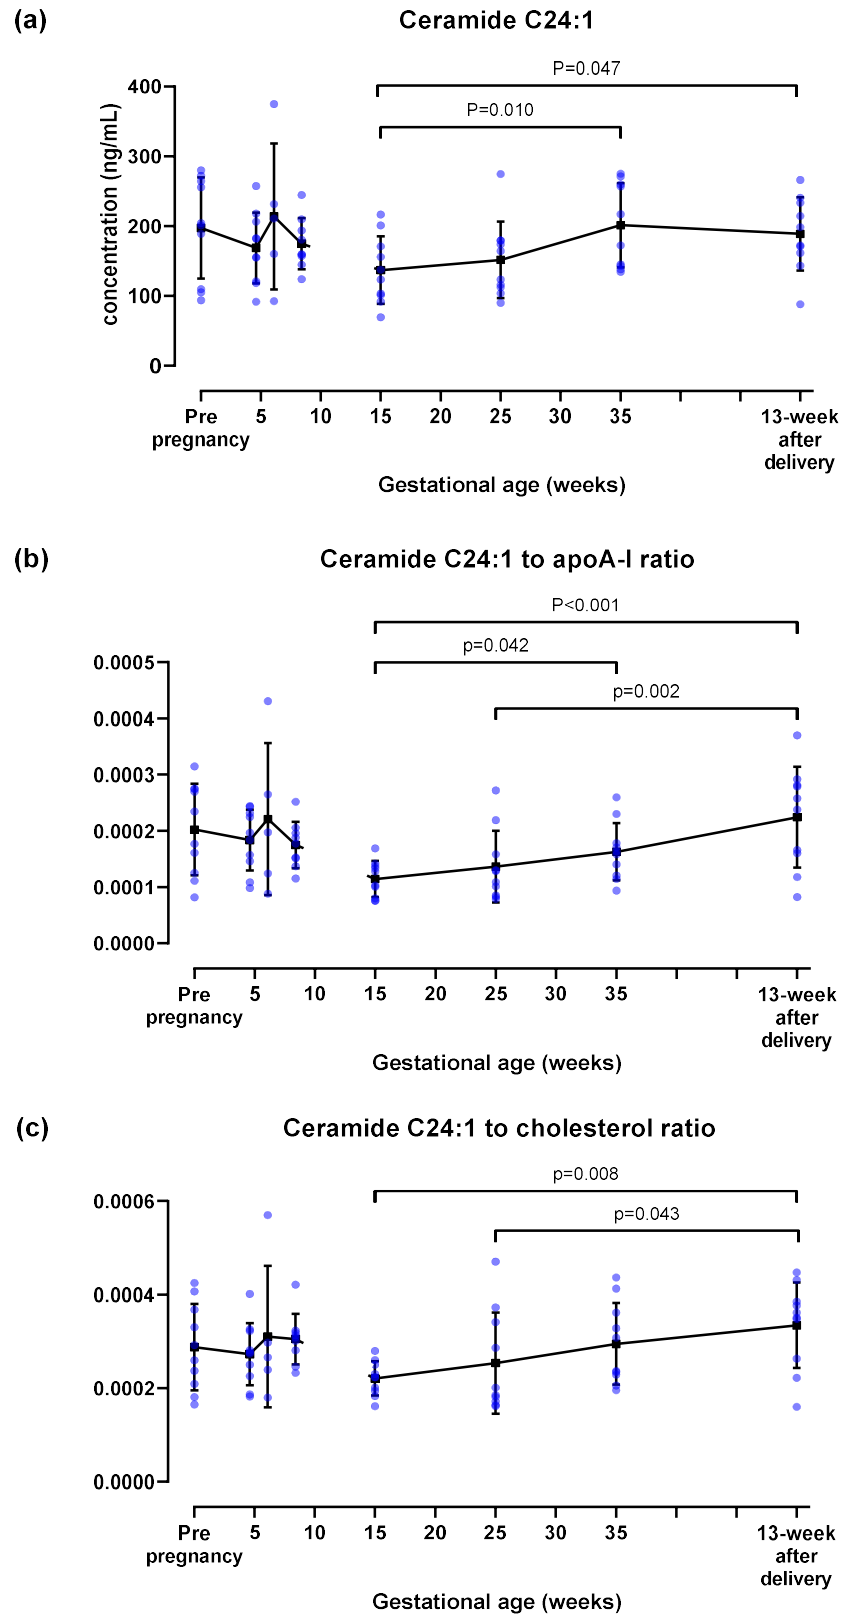 (a)
Ceramide C24:1
P=0.047
P=0.010
concentration (ng/mL)
400
300
200
100
0
Pre pregnancy
5
10
15
20
25
30
35
13-week after delivery
Gestational age (weeks)
(b)
Ceramide C24:1 to apoA-I ratio
P<0.001
p=0.042
p=0.002
0.0005
0.0004
0.0003
0.0002
0.0001
0.0000
Pre pregnancy
5
10
15
20
25
30
35
13-week after delivery
Gestational age (weeks)
(c)
Ceramide C24:1 to cholesterol ratio
p=0.008
p=0.043
0.0006
0.0004
0.0002
0.0000
Pre pregnancy
5
10
15
20
25
30
35
13-week after delivery
Gestational age (weeks)